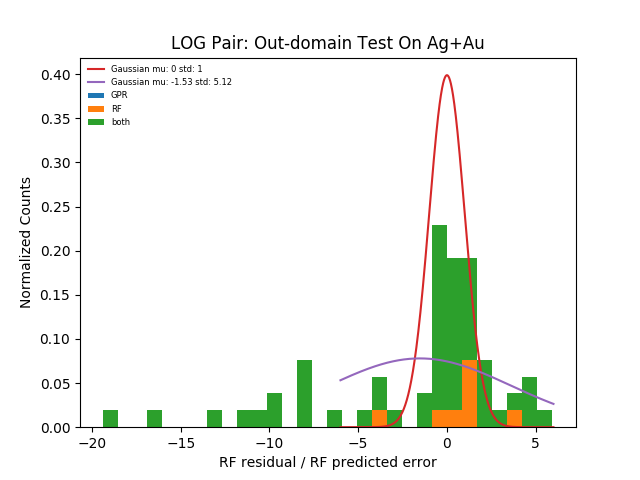 LOG Pair: Out-domain Test On Ag+Au
Gaussian mu: 0 std: 1
Gaussian mu: -1.53 std: 5.12
GPR
RF
both
Normalized Counts
0.40
0.35
0.30
0.25
0.20
0.15
0.10
0.05
0.00
−20 −15 −10 −5 0 5
RF residual / RF predicted error